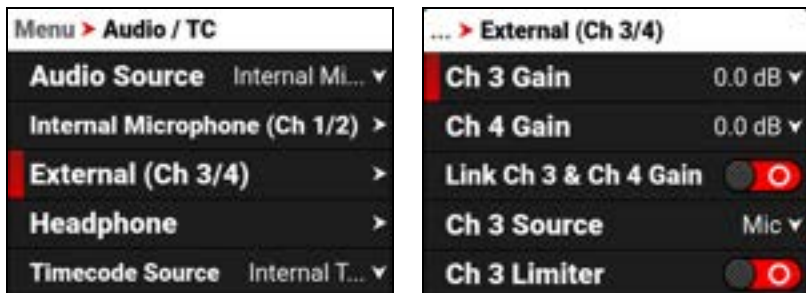 Menu > Audio / TC
Audio Source Internal Mi...
Internal Microphone (Ch 1/2) >
External (Ch 3/4) >
Headphone >
Timecode Source Internal T...
... > External (Ch 3/4)
Ch 3 Gain 0.0 dB
Ch 4 Gain 0.0 dB
Link Ch 3 & Ch 4 Gain
Ch 3 Source Mic
Ch 3 Limiter